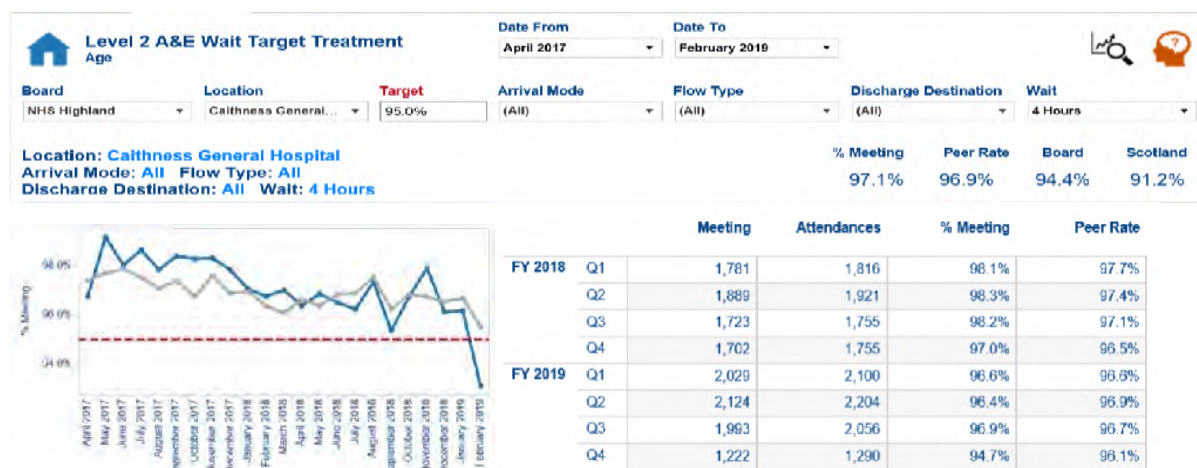 Level 2 A&E Wait Target Treatment
Age
Date From
April 2017
Date To
February 2019
?
Board
NHS Highland
Location
Caithness General...
Target
95.0%
Arrival Mode
(All)
Flow Type
(All)
Discharge Destination
(All)
Wait
4 Hours
Location: Caithness General Hospital
Arrival Mode: All Flow Type: All
Discharge Destination: All Wait: 4 Hours
% Meeting Peer Rate Board Scotland
97.1% 96.9% 94.4% 91.2%
% Meeting
98.0%
96.0%
94.0%
April 2017
May 2017
June 2017
July 2017
August 2017
September 2017
October 2017
November 2017
December 2017
January 2018
February 2018
March 2018
April 2018
May 2018
June 2018
July 2018
August 2018
September 2018
October 2018
November 2018
December 2018
January 2019
February 2019
Meeting Attendances % Meeting Peer Rate
FY 2018 Q1 1,781 1,816 98.1% 97.7%
Q2 1,889 1,921 98.3% 97.4%
Q3 1,723 1,755 98.2% 97.1%
Q4 1,702 1,755 97.0% 96.5%
FY 2019 Q1 2,029 2,100 96.6% 96.6%
Q2 2,124 2,204 96.4% 96.9%
Q3 1,993 2,056 96.9% 96.7%
Q4 1,222 1,290 94.7% 96.1%